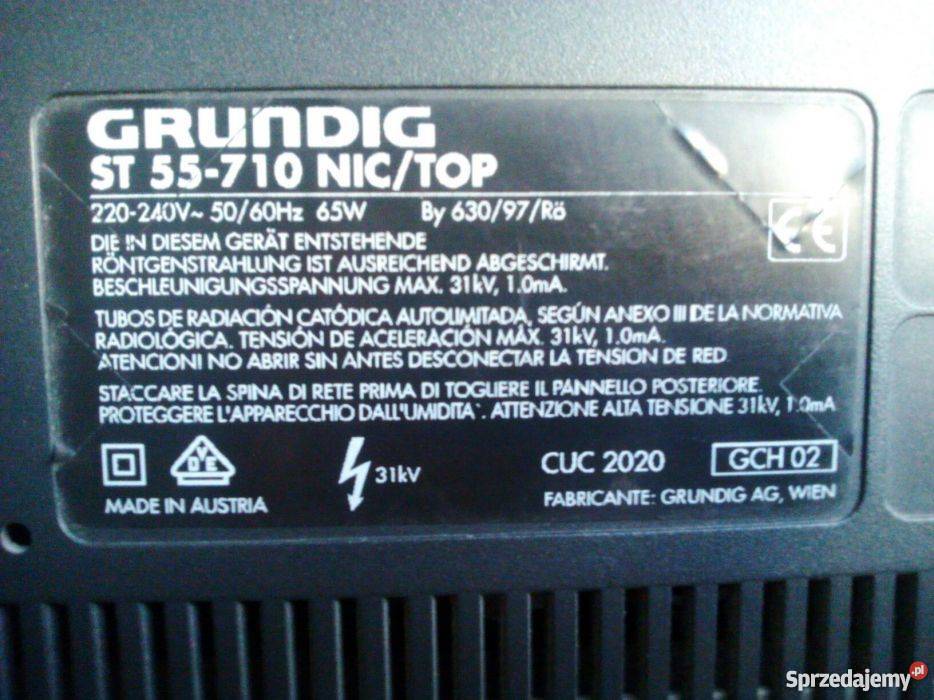 GRUNDIG
ST 55-710 NIC/TOP
220-240V~ 50/60Hz 65W By 630/97/Rö
DIE IN DIESEM GERÄT ENTSTEHENDE
RÖNTGENSTRAHLUNG IST AUSREICHEND ABGESCHIRMT.
BESCHLEUNIGUNGSSPANNUNG MAX. 31kV, 1.0mA.
TUBOS DE RADIACIÓN CATÓDICA AUTOLIMITADA, SEGÚN ANEXO III DE LA NORMATIVA
RADIOLÓGICA. TENSIÓN DE ACELERACIÓN MÁX. 31kV, 1.0mA.
ATENCION! NO ABRIR SIN ANTES DESCONECTAR LA TENSION DE RED
STACCARE LA SPINA DI RETE PRIMA DI TOGLIERE IL PANNELLO POSTERIORE.
PROTEGGERE L'APPARECCHIO DALL'UMIDITA`. ATTENZIONE ALTA TENSIONE 31kV, 1.0mA
CE
VDE
31kV
CUC 2020
GCH 02
MADE IN AUSTRIA
FABRICANTE: GRUNDIG AG, WIEN
Sprzedajemy.pl